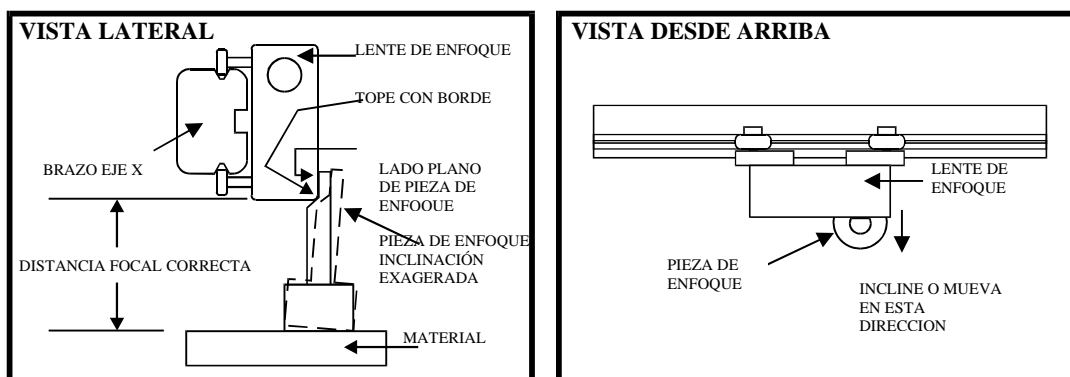 VISTA LATERAL
LENTE DE ENFOQUE
TOPE CON BORDE
BRAZO EJE X
LADO PLANO
DE PIEZA DE
ENFOOUE
PIEZA DE ENFOQUE
INCLINACIÓN
EXAGERADA
DISTANCIA FOCAL CORRECTA
MATERIAL
VISTA DESDE ARRIBA
LENTE DE
ENFOQUE
PIEZA DE
ENFOQUE
INCLINE O MUEVA
EN ESTA
DIRECCION